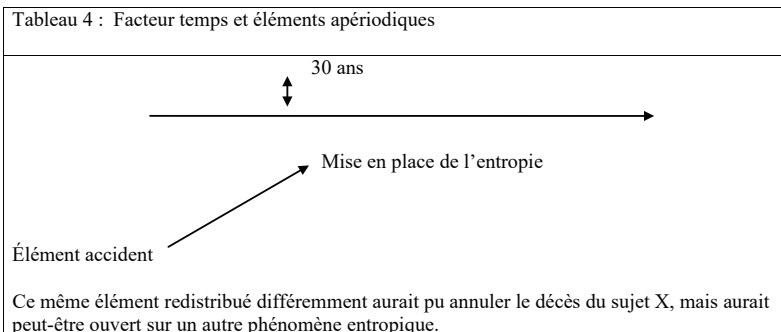 Tableau 4 :  Facteur temps et éléments apériodiques
30 ans
Mise en place de l’entropie
Élément accident
Ce même élément redistribué différemment aurait pu annuler le décès du sujet X, mais aurait
peut-être ouvert sur un autre phénomène entropique.